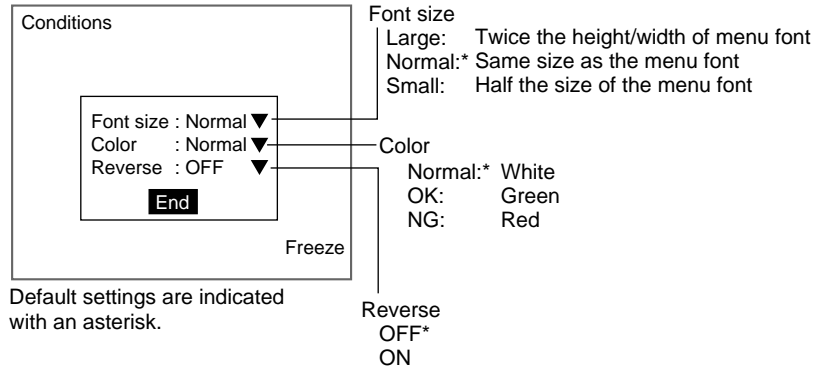 Conditions
Font size : Normal ▼
Color : Normal ▼
Reverse : OFF ▼
End
Freeze
Default settings are indicated
with an asterisk.
Font size
Large: Twice the height/width of menu font
Normal:* Same size as the menu font
Small: Half the size of the menu font
Color
Normal:* White
OK: Green
NG: Red
Reverse
OFF*
ON